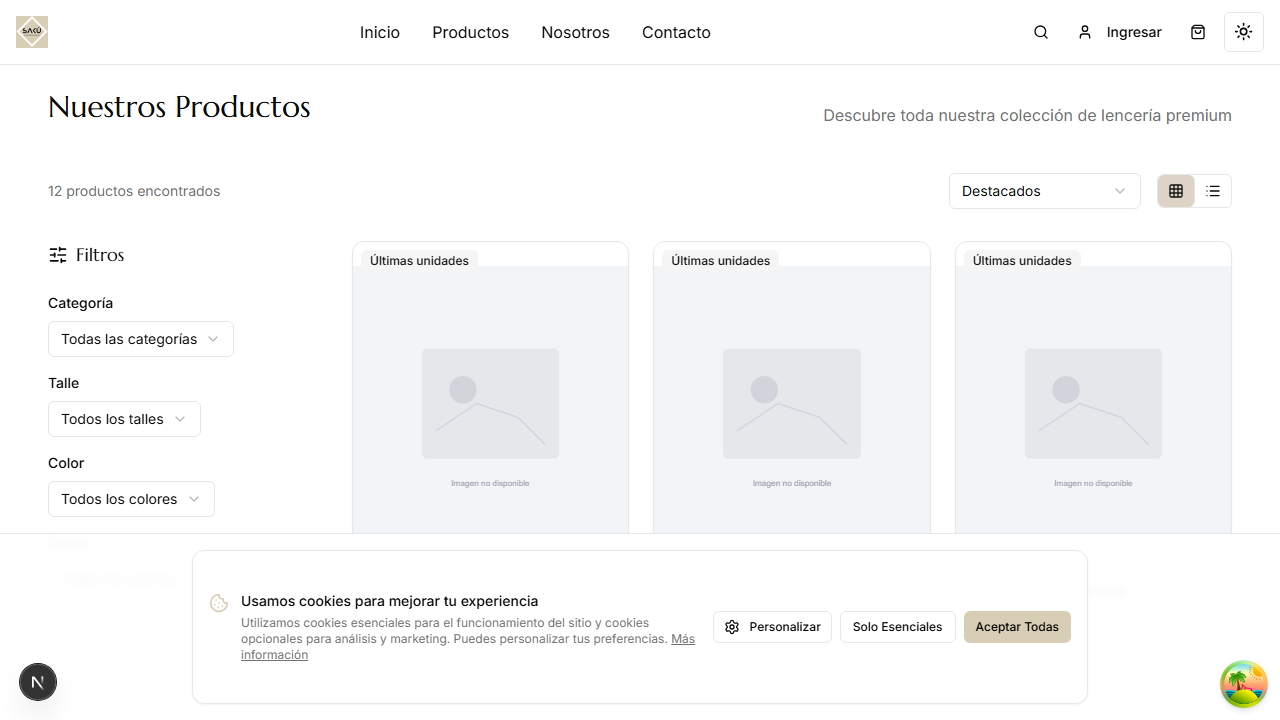 SAKÚ
Inicio
Productos
Nosotros
Contacto
Ingresar
Nuestros Productos
Descubre toda nuestra colección de lencería premium
12 productos encontrados
Destacados
Filtros
Categoría
Todas las categorías
Talle
Todos los talles
Color
Todos los colores
Últimas unidades
Imagen no disponible
Últimas unidades
Imagen no disponible
Últimas unidades
Imagen no disponible
Usamos cookies para mejorar tu experiencia
Utilizamos cookies esenciales para el funcionamiento del sitio y cookies
opcionales para análisis y marketing. Puedes personalizar tus preferencias. Más
información
Personalizar
Solo Esenciales
Aceptar Todas
N